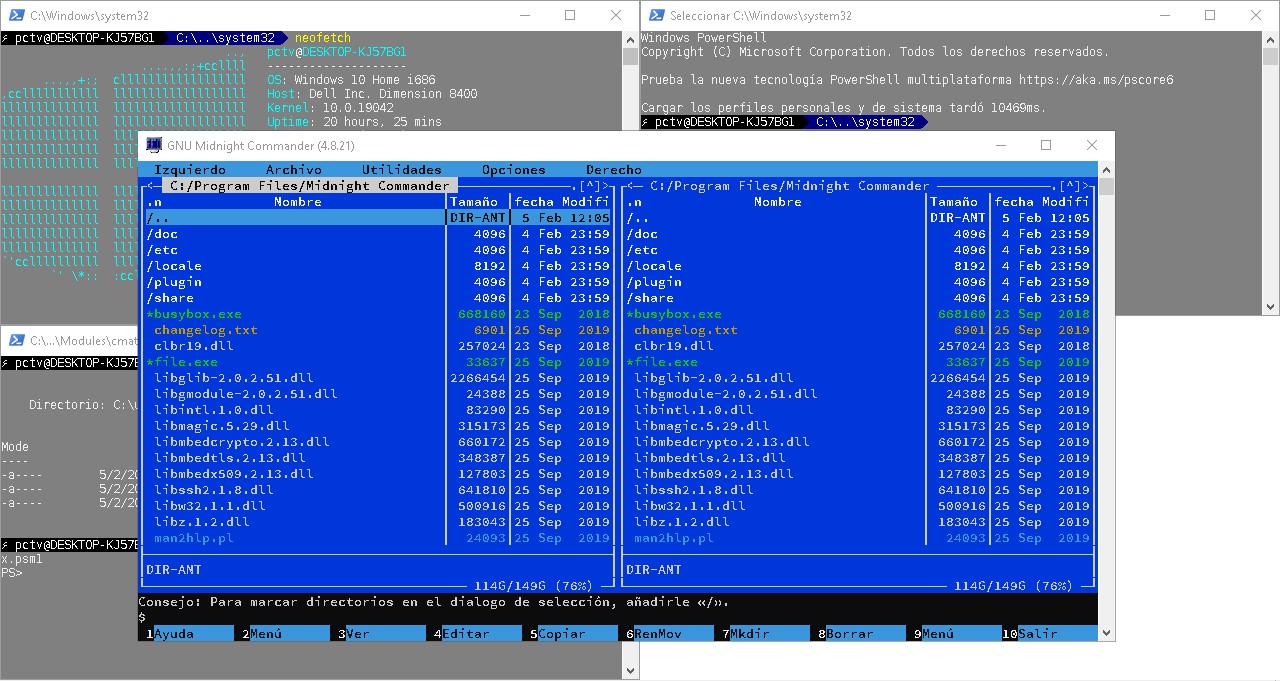 C:\Windows\system32
⚡ pctv@DESKTOP-KJ57BG1 C:\..\system32 neofetch
pctv@DESKTOP-KJ57BG1
--------------------
OS: Windows 10 Home i686
Host: Dell Inc. Dimension 8400
Kernel: 10.0.19042
Uptime: 20 hours, 25 mins
Seleccionar C:\Windows\system32
Windows PowerShell
Copyright (C) Microsoft Corporation. Todos los derechos reservados.
Prueba la nueva tecnología PowerShell multiplataforma https://aka.ms/pscore6
Cargar los perfiles personales y de sistema tardó 10469ms.
⚡ pctv@DESKTOP-KJ57BG1 C:\..\system32
C:\...\Modules\cmat
⚡ pctv@DESKTOP-KJ57B
Directorio: C:\u
Mode
----
-a---- 5/2/20
-a---- 5/2/20
-a---- 5/2/20
⚡ pctv@DESKTOP-KJ57B
x.psm1
PS>
GNU Midnight Commander (4.8.21)
Izquierdo Archivo Utilidades Opciones Derecho
<─ C:/Program Files/Midnight Commander .[^]>
.n Nombre Tamaño fecha Modifi
/.. DIR-ANT 5 Feb 12:05
/doc 4096 4 Feb 23:59
/etc 4096 4 Feb 23:59
/locale 8192 4 Feb 23:59
/plugin 4096 4 Feb 23:59
/share 4096 4 Feb 23:59
*busybox.exe 668160 23 Sep 2018
changelog.txt 6901 25 Sep 2019
clbr19.dll 257024 23 Sep 2018
*file.exe 33637 25 Sep 2019
libglib-2.0.2.51.dll 2266454 25 Sep 2019
libgmodule-2.0.2.51.dll 24388 25 Sep 2019
libintl.1.0.dll 83290 25 Sep 2019
libmagic.5.29.dll 315173 25 Sep 2019
libmbedcrypto.2.13.dll 660172 25 Sep 2019
libmbedtls.2.13.dll 348387 25 Sep 2019
libmbedx509.2.13.dll 127803 25 Sep 2019
libssh2.1.8.dll 641810 25 Sep 2019
libw32.1.1.dll 500916 25 Sep 2019
libz.1.2.dll 183043 25 Sep 2019
man2hlp.pl 24093 25 Sep 2019
DIR-ANT
114G/149G (76%)
<─ C:/Program Files/Midnight Commander .[^]>
.n Nombre Tamaño fecha Modifi
/.. DIR-ANT 5 Feb 12:05
/doc 4096 4 Feb 23:59
/etc 4096 4 Feb 23:59
/locale 8192 4 Feb 23:59
/plugin 4096 4 Feb 23:59
/share 4096 4 Feb 23:59
*busybox.exe 668160 23 Sep 2018
changelog.txt 6901 25 Sep 2019
clbr19.dll 257024 23 Sep 2018
*file.exe 33637 25 Sep 2019
libglib-2.0.2.51.dll 2266454 25 Sep 2019
libgmodule-2.0.2.51.dll 24388 25 Sep 2019
libintl.1.0.dll 83290 25 Sep 2019
libmagic.5.29.dll 315173 25 Sep 2019
libmbedcrypto.2.13.dll 660172 25 Sep 2019
libmbedtls.2.13.dll 348387 25 Sep 2019
libmbedx509.2.13.dll 127803 25 Sep 2019
libssh2.1.8.dll 641810 25 Sep 2019
libw32.1.1.dll 500916 25 Sep 2019
libz.1.2.dll 183043 25 Sep 2019
man2hlp.pl 24093 25 Sep 2019
DIR-ANT
114G/149G (76%)
Consejo: Para marcar directorios en el dialogo de selección, añadirle «/».
$
1Ayuda 2Menú 3Ver 4Editar 5Copiar 6RenMov 7Mkdir 8Borrar 9Menú 10Salir